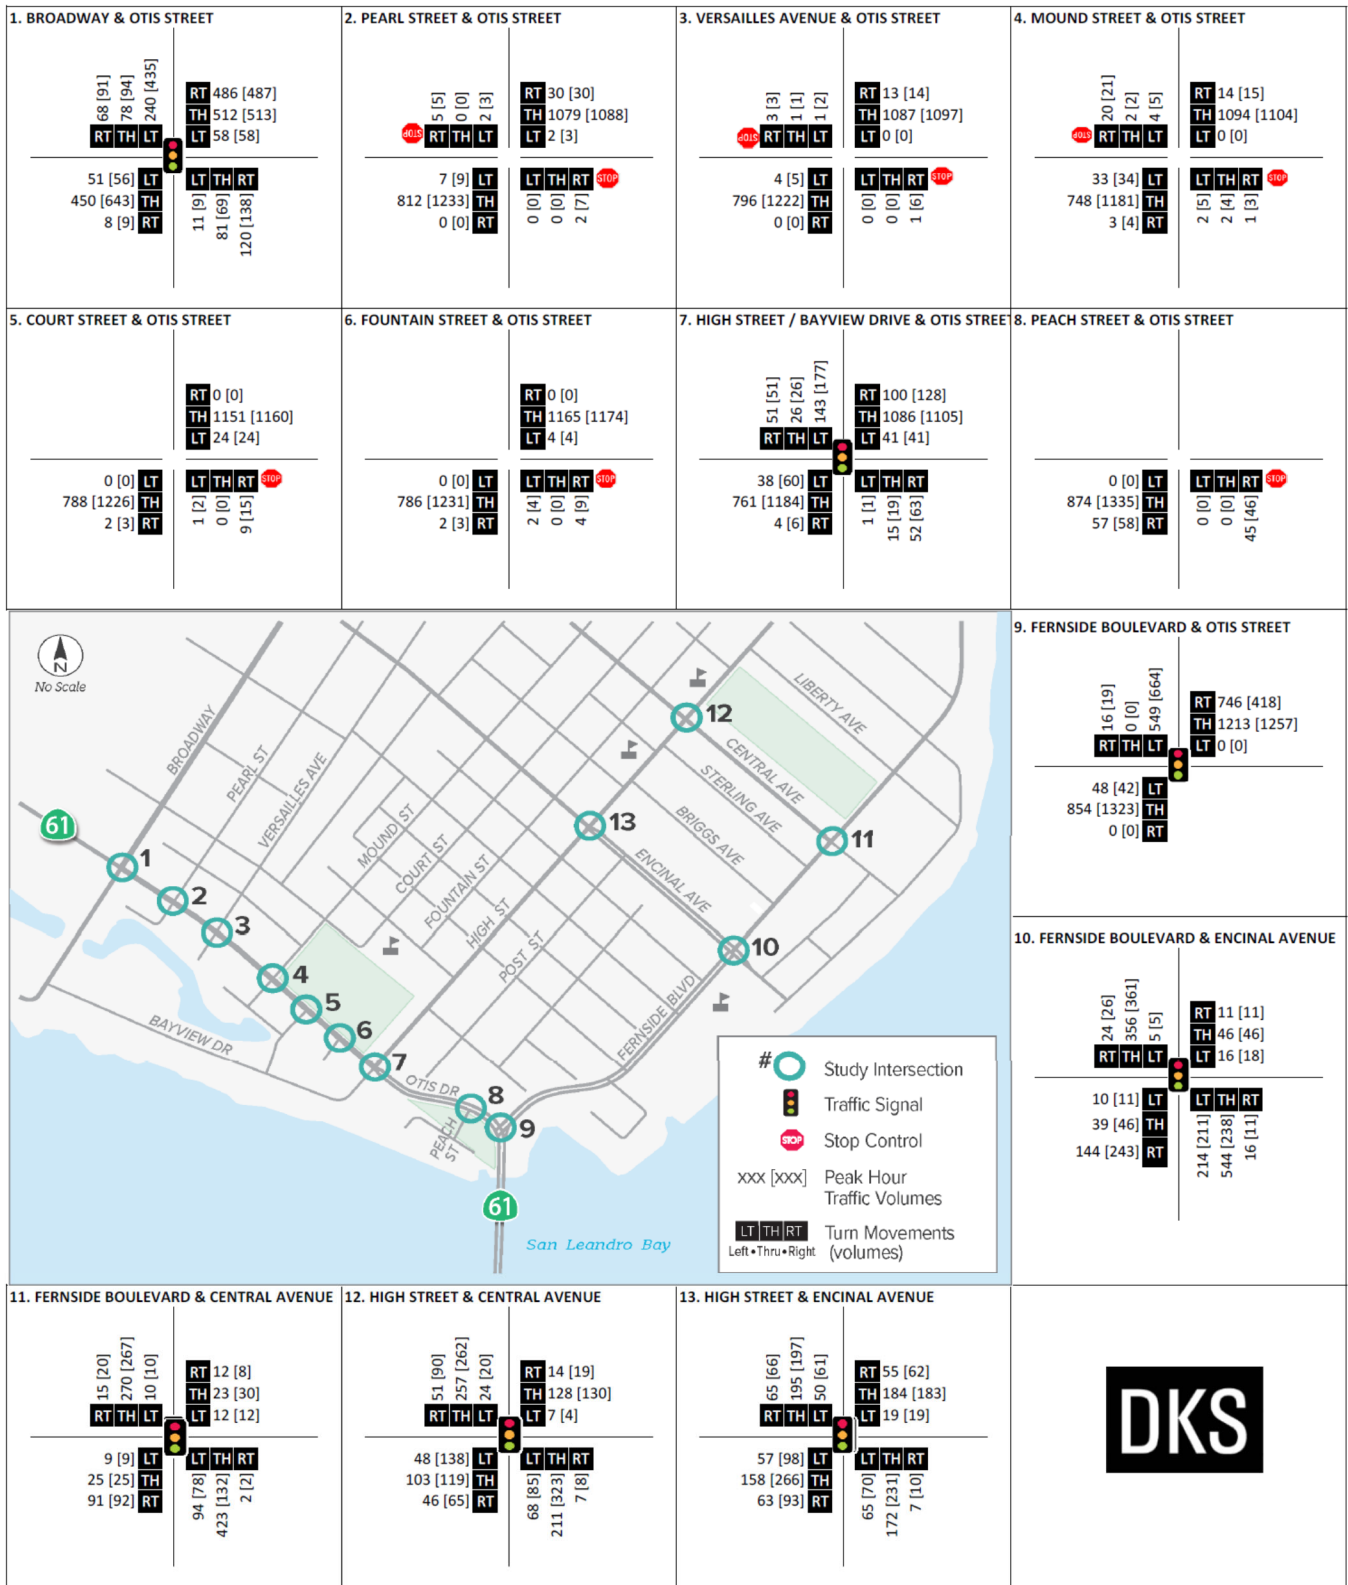 1. BROADWAY & OTIS STREET
68 [91]
78 [94]
240 [435]
RT TH LT
RT 486 [487]
TH 512 [513]
LT 58 [58]
51 [56] LT
450 [643] TH
8 [9] RT
LT TH RT
11 [9]
81 [69]
120 [138]
2. PEARL STREET & OTIS STREET
5 [5]
0 [0]
2 [3]
STOP RT TH LT
RT 30 [30]
TH 1079 [1088]
LT 2 [3]
7 [9] LT
812 [1233] TH
0 [0] RT
LT TH RT STOP
0 [0]
0 [0]
2 [7]
3. VERSAILLES AVENUE & OTIS STREET
3 [3]
1 [1]
1 [2]
STOP RT TH LT
RT 13 [14]
TH 1087 [1097]
LT 0 [0]
4 [5] LT
796 [1222] TH
0 [0] RT
LT TH RT STOP
0 [0]
0 [0]
1 [6]
4. MOUND STREET & OTIS STREET
20 [21]
2 [2]
4 [5]
STOP RT TH LT
RT 14 [15]
TH 1094 [1104]
LT 0 [0]
33 [34] LT
748 [1181] TH
3 [4] RT
LT TH RT STOP
2 [5]
2 [4]
1 [3]
5. COURT STREET & OTIS STREET
RT 0 [0]
TH 1151 [1160]
LT 24 [24]
0 [0] LT
788 [1226] TH
2 [3] RT
LT TH RT STOP
1 [2]
0 [0]
9 [15]
6. FOUNTAIN STREET & OTIS STREET
RT 0 [0]
TH 1165 [1174]
LT 4 [4]
0 [0] LT
786 [1231] TH
2 [3] RT
LT TH RT STOP
2 [4]
0 [0]
4 [9]
7. HIGH STREET / BAYVIEW DRIVE & OTIS STREET
51 [51]
26 [26]
143 [177]
RT TH LT
RT 100 [128]
TH 1086 [1105]
LT 41 [41]
38 [60] LT
761 [1184] TH
4 [6] RT
LT TH RT
1 [1]
15 [19]
52 [63]
8. PEACH STREET & OTIS STREET
0 [0] LT
874 [1335] TH
57 [58] RT
LT TH RT STOP
0 [0]
0 [0]
45 [46]
N
No Scale
61
BROADWAY
PEARL ST
VERSAILLES AVE
MOUND ST
COURT ST
FOUNTAIN ST
HIGH ST
POST ST
LIBERTY AVE
CENTRAL AVE
STERLING AVE
BRIGGS AVE
ENCINAL AVE
FERNSIDE BLVD
BAYVIEW DR
OTIS DR
PEACH ST
1
2
3
4
5
6
7
8
9
10
11
12
13
61
San Leandro Bay
# Study Intersection
Traffic Signal
STOP Stop Control
xxx [xxx] Peak Hour
Traffic Volumes
LT TH RT Turn Movements
Left•Thru•Right (volumes)
9. FERNSIDE BOULEVARD & OTIS STREET
16 [19]
0 [0]
549 [664]
RT TH LT
RT 746 [418]
TH 1213 [1257]
LT 0 [0]
48 [42] LT
854 [1323] TH
0 [0] RT
10. FERNSIDE BOULEVARD & ENCINAL AVENUE
24 [26]
356 [361]
5 [5]
RT TH LT
RT 11 [11]
TH 46 [46]
LT 16 [18]
10 [11] LT
39 [46] TH
144 [243] RT
LT TH RT
214 [211]
544 [238]
16 [11]
11. FERNSIDE BOULEVARD & CENTRAL AVENUE
15 [20]
270 [267]
10 [10]
RT TH LT
RT 12 [8]
TH 23 [30]
LT 12 [12]
9 [9] LT
25 [25] TH
91 [92] RT
LT TH RT
94 [78]
423 [132]
2 [2]
12. HIGH STREET & CENTRAL AVENUE
51 [90]
257 [262]
24 [20]
RT TH LT
RT 14 [19]
TH 128 [130]
LT 7 [4]
48 [138] LT
103 [119] TH
46 [65] RT
LT TH RT
68 [85]
211 [323]
7 [8]
13. HIGH STREET & ENCINAL AVENUE
65 [66]
195 [197]
50 [61]
RT TH LT
RT 55 [62]
TH 184 [183]
LT 19 [19]
57 [98] LT
158 [266] TH
63 [93] RT
LT TH RT
65 [70]
172 [231]
7 [10]
DKS